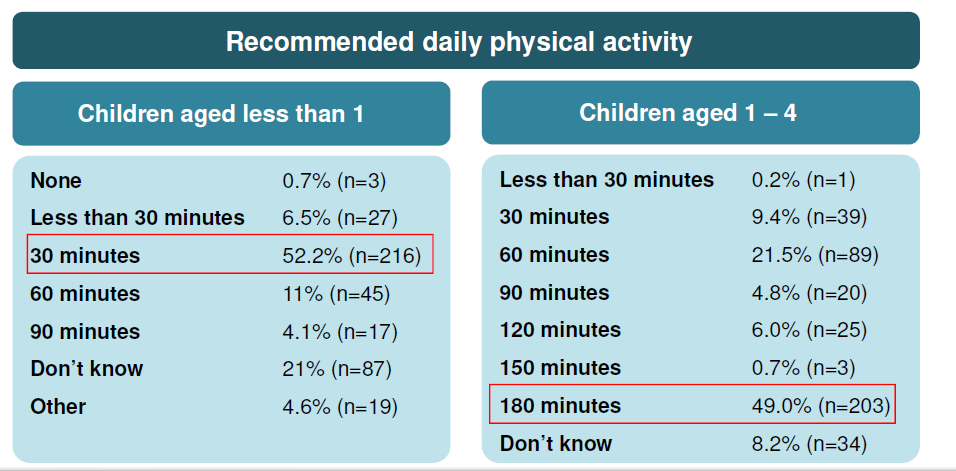 Recommended daily physical activity
Children aged less than 1
None 0.7% (n=3)
Less than 30 minutes 6.5% (n=27)
30 minutes 52.2% (n=216)
60 minutes 11% (n=45)
90 minutes 4.1% (n=17)
Don’t know 21% (n=87)
Other 4.6% (n=19)
Children aged 1 – 4
Less than 30 minutes 0.2% (n=1)
30 minutes 9.4% (n=39)
60 minutes 21.5% (n=89)
90 minutes 4.8% (n=20)
120 minutes 6.0% (n=25)
150 minutes 0.7% (n=3)
180 minutes 49.0% (n=203)
Don’t know 8.2% (n=34)